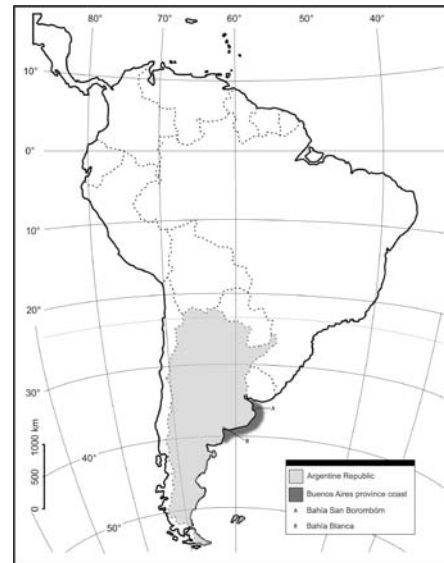 80° 70° 60° 50° 40°
10°
0°
10°
20°
30°
40°
50°
1000 km
500
0
A
B
Argentine Republic
Buenos Aires province coast
A Bahía San Borombóm
B Bahía Blanca